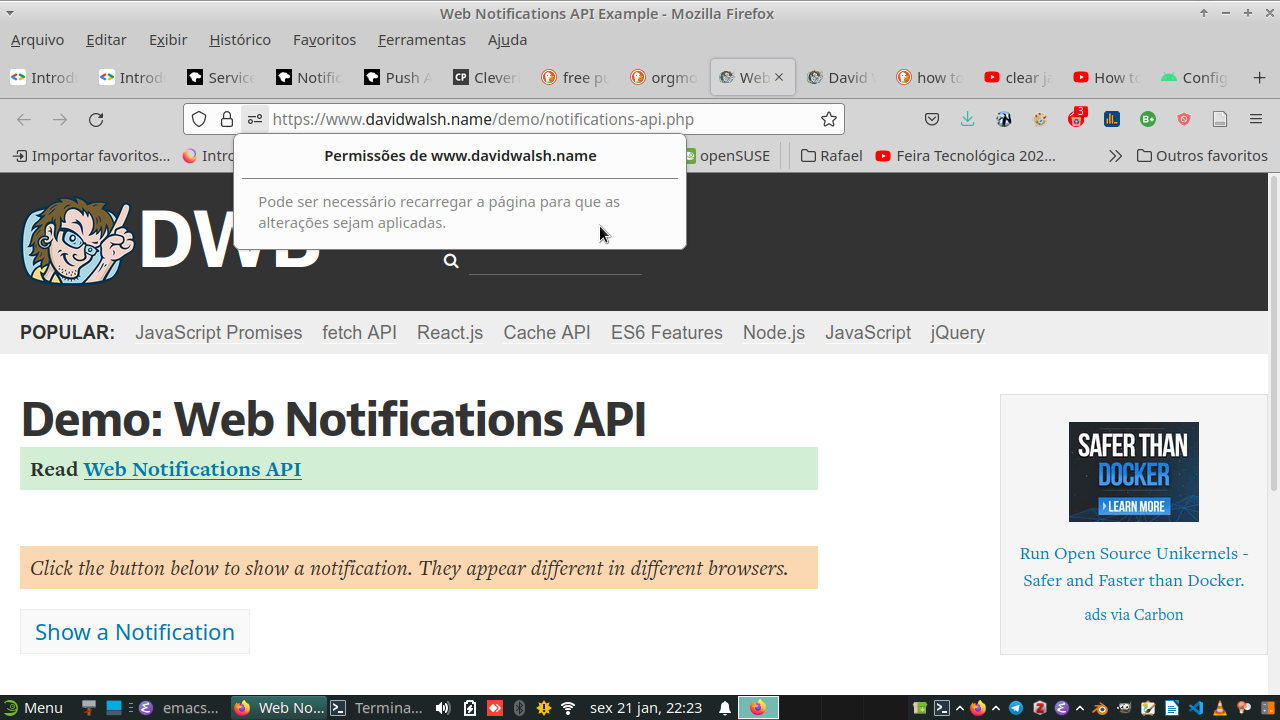 Web Notifications API Example - Mozilla Firefox
Arquivo Editar Exibir Histórico Favoritos Ferramentas Ajuda
Introd Introd Service Notific Push A CP Clever free pu orgmo Web David how to clear ja How to Config
https://www.davidwalsh.name/demo/notifications-api.php 3 B+
Importar favoritos... Intro openSUSE Rafael Feira Tecnológica 202... Outros favoritos
Permissões de www.davidwalsh.name
Pode ser necessário recarregar a página para que as
alterações sejam aplicadas.
POPULAR: JavaScript Promises fetch API React.js Cache API ES6 Features Node.js JavaScript jQuery
Demo: Web Notifications API
Read Web Notifications API
Click the button below to show a notification. They appear different in different browsers.
Show a Notification
SAFER THAN
DOCKER
LEARN MORE
Run Open Source Unikernels -
Safer and Faster than Docker.
ads via Carbon
Menu emacs... Web No... Termina... sex 21 jan, 22:23